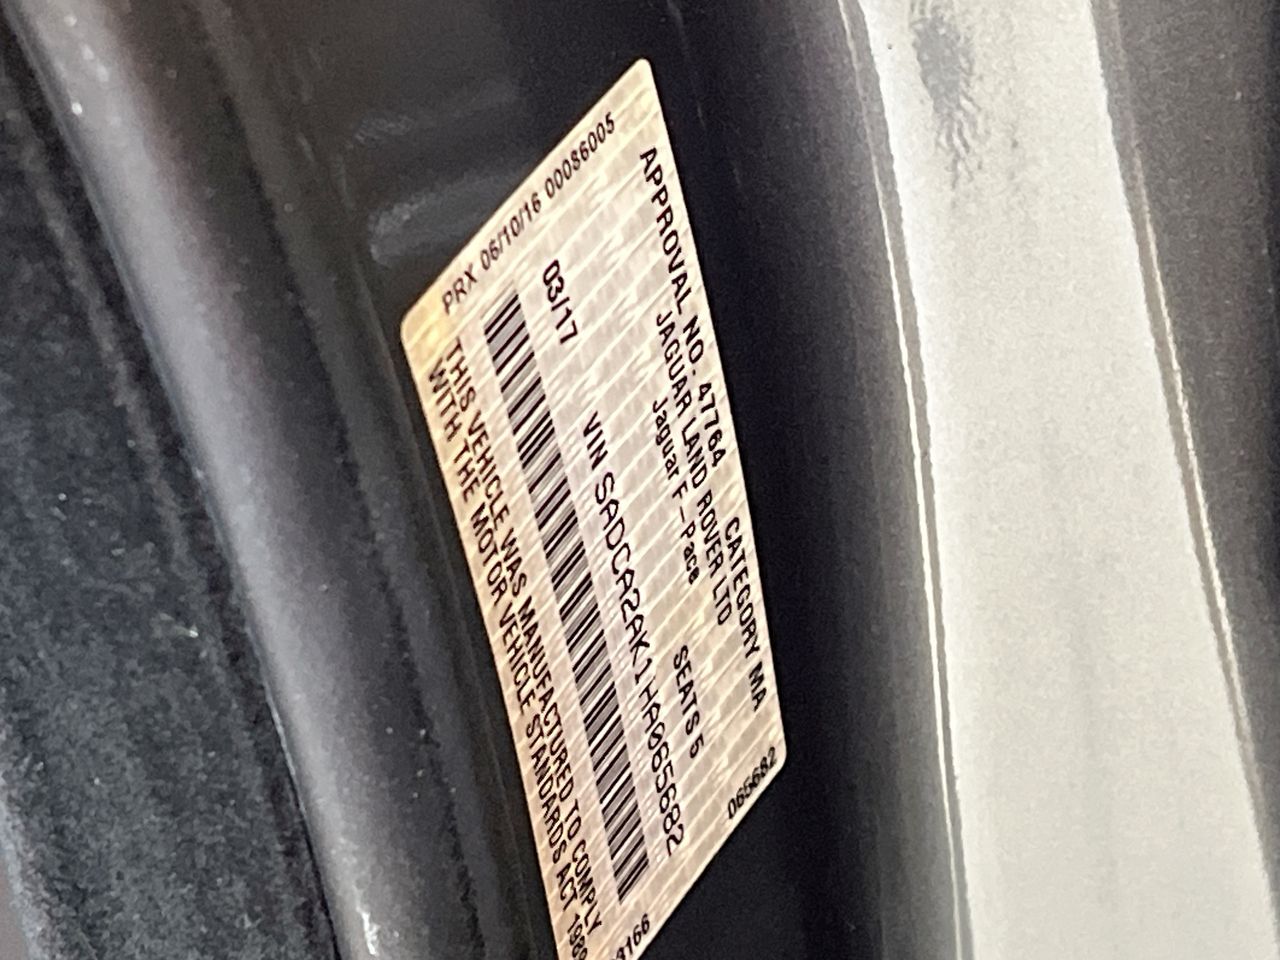 APPROVAL NO. 47764 CATEGORY MA
JAGUAR LAND ROVER LTD
Jaguar F-Pace
SEATS 5
03/17
VIN SADCA2AK1HA065682
THIS VEHICLE WAS MANUFACTURED TO COMPLY
WITH THE MOTOR VEHICLE STANDARDS ACT
PRX 06/10/16 00086005
065682